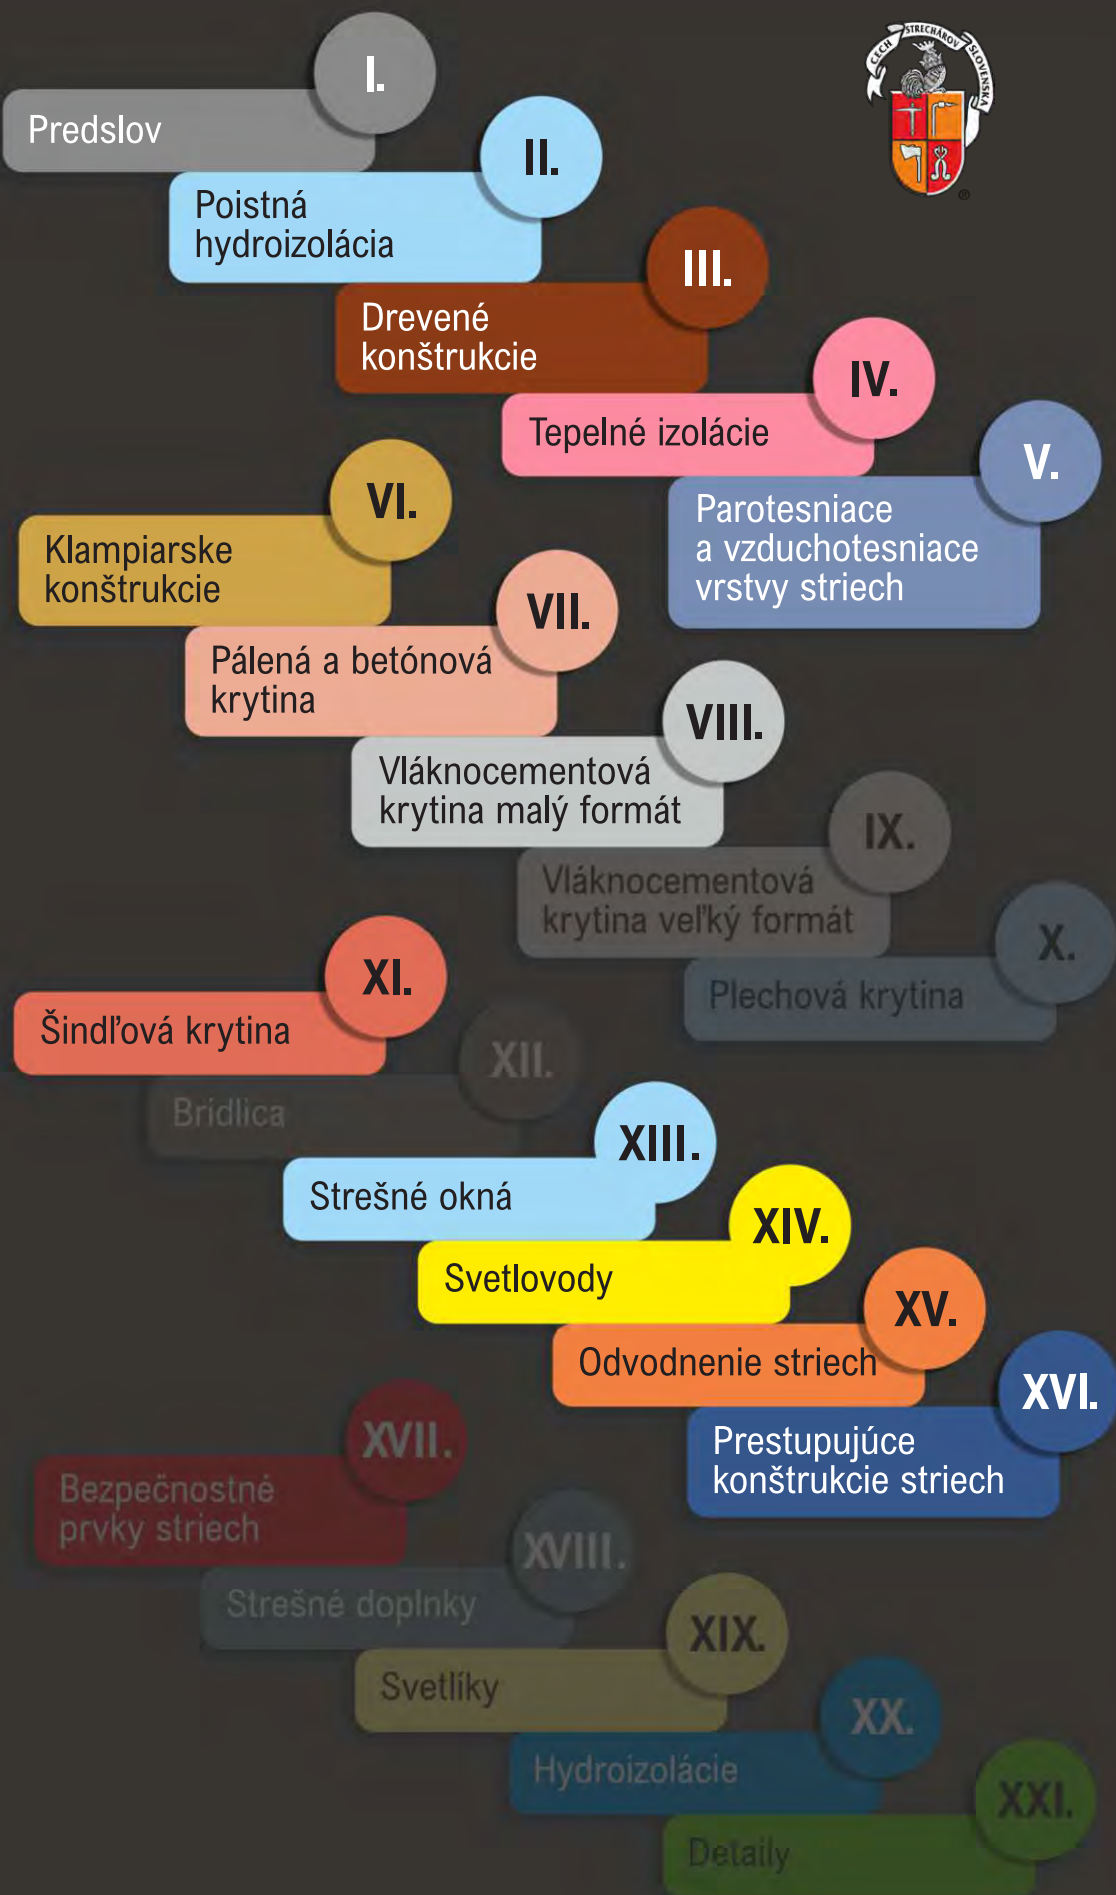 CECH STRECHÁROV SLOVENSKA
®
I.
Predslov
II.
Poistná
hydroizolácia
III.
Drevené
konštrukcie
IV.
Tepelné izolácie
V.
Parotesniace
a vzduchotesniace
vrstvy striech
VI.
Klampiarske
konštrukcie
VII.
Pálená a betónová
krytina
VIII.
Vláknocementová
krytina malý formát
IX.
Vláknocementová
krytina veľký formát
X.
Plechová krytina
XI.
Šindľová krytina
XII.
Bridlica
XIII.
Strešné okná
XIV.
Svetlovody
XV.
Odvodnenie striech
XVI.
Prestupujúce
konštrukcie striech
XVII.
Bezpečnostné
prvky striech
XVIII.
Strešné doplnky
XIX.
Svetlíky
XX.
Hydroizolácie
XXI.
Detaily